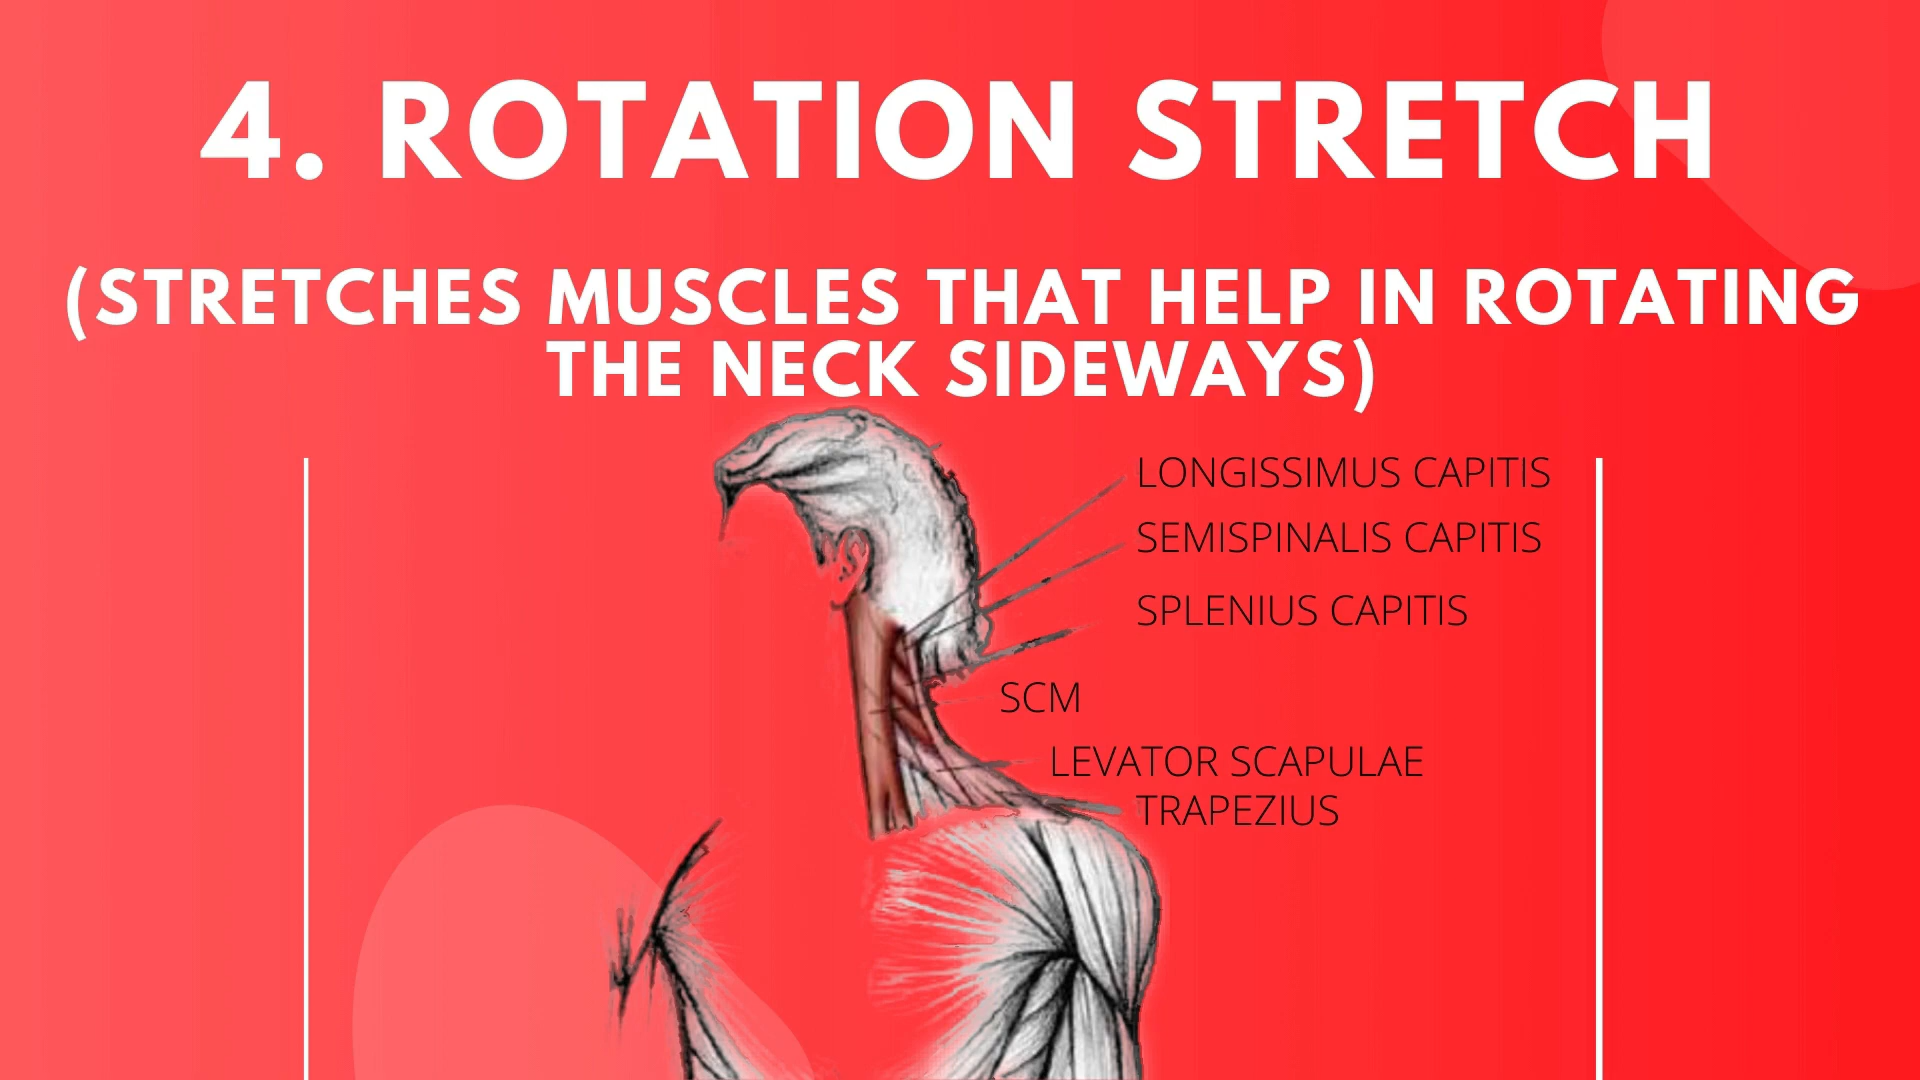 4. ROTATION STRETCH
(STRETCHES MUSCLES THAT HELP IN ROTATING
THE NECK SIDEWAYS)
LONGISSIMUS CAPITIS
SEMISPINALIS CAPITIS
SPLENIUS CAPITIS
SCM
LEVATOR SCAPULAE
TRAPEZIUS